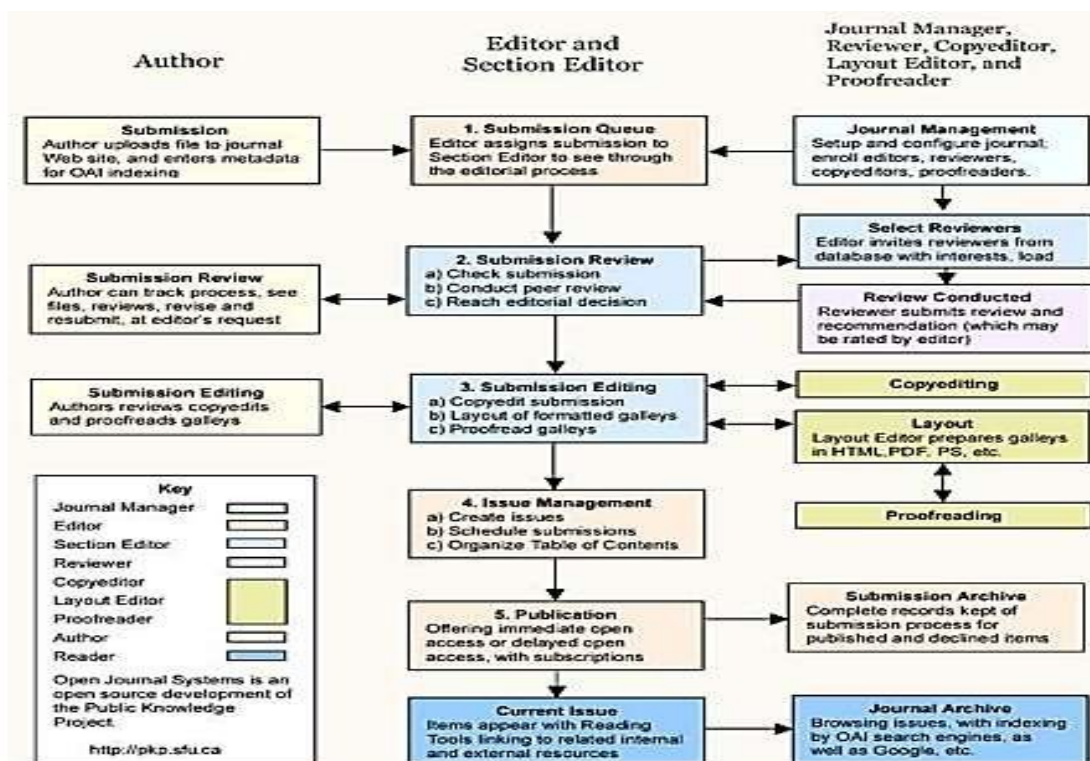 Author
Editor and
Section Editor
Journal Manager,
Reviewer, Copyeditor,
Layout Editor, and
Proofreader
Submission
Author uploads file to journal
Web site, and enters metadata
for OAI indexing
1. Submission Queue
Editor assigns submission to
Section Editor to see through
the editorial process
Journal Management
Setup and configure journal;
enroll editors, reviewers,
copyeditors, proofreaders.
Select Reviewers
Editor invites reviewers from
database with interests, load
Submission Review
Author can track process, see
files, reviews, revise and
resubmit, at editor's request
2. Submission Review
a) Check submission
b) Conduct peer review
c) Reach editorial decision
Review Conducted
Reviewer submits review and
recommendation (which may
be rated by editor)
Submission Editing
Authors reviews copyedits
and proofreads galleys
3. Submission Editing
a) Copyedit submission
b) Layout of formatted galleys
c) Proofread galleys
Copyediting
Layout
Layout Editor prepares galleys
in HTML,PDF, PS, etc.
Proofreading
Key
Journal Manager
Editor
Section Editor
Reviewer
Copyeditor
Layout Editor
Proofreader
Author
Reader
Open Journal Systems is an
open source development of
the Public Knowledge
Project.
http://pkp.sfu.ca
4. Issue Management
a) Create issues
b) Schedule submissions
c) Organize Table of Contents
5. Publication
Offering immediate open
access or delayed open
access, with subscriptions
Submission Archive
Complete records kept of
submission process for
published and declined items
Current Issue
Items appear with Reading
Tools linking to related internal
and external resources
Journal Archive
Browsing issues, with indexing
by OAI search engines, as
well as Google, etc.